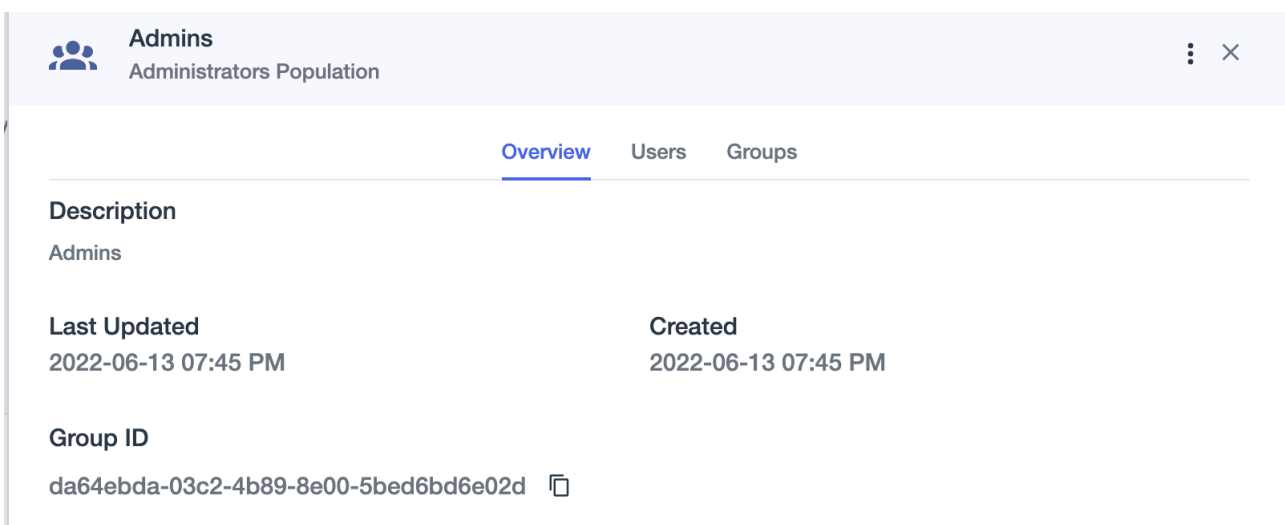 Admins
Administrators Population
Overview Users Groups
Description
Admins
Last Updated Created
2022-06-13 07:45 PM 2022-06-13 07:45 PM
Group ID
da64ebda-03c2-4b89-8e00-5bed6bd6e02d